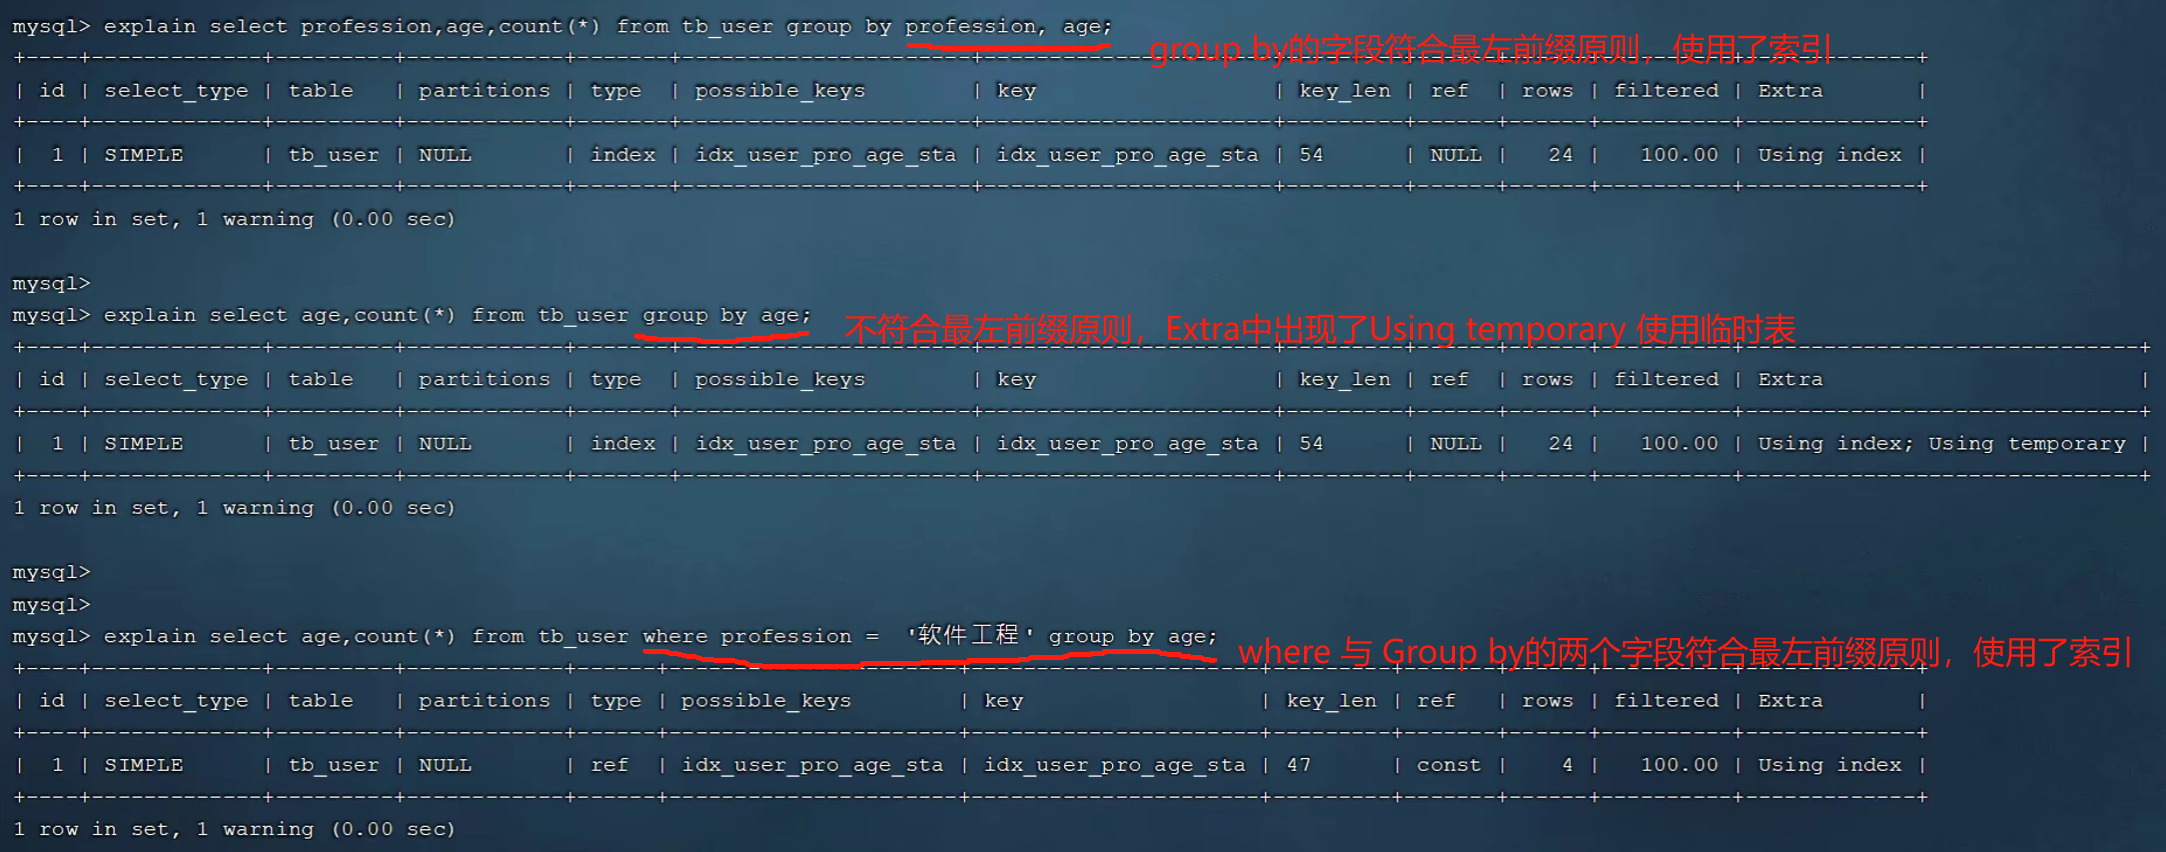 mysql> explain select profession,age,count(*) from tb_user group by profession, age;
group by的字段符合最左前缀原则，使用了索引
+----+-------------+---------+------------+-------+----------------------+----------------------+---------+------+------+----------+-------------+
| id | select_type | table   | partitions | type  | possible_keys        | key                  | key_len | ref  | rows | filtered | Extra       |
+----+-------------+---------+------------+-------+----------------------+----------------------+---------+------+------+----------+-------------+
|  1 | SIMPLE      | tb_user | NULL       | index | idx_user_pro_age_sta | idx_user_pro_age_sta | 54      | NULL |   24 |   100.00 | Using index |
+----+-------------+---------+------------+-------+----------------------+----------------------+---------+------+------+----------+-------------+
1 row in set, 1 warning (0.00 sec)
mysql>
mysql> explain select age,count(*) from tb_user group by age;
不符合最左前缀原则，Extra中出现了Using temporary 使用临时表
+----+-------------+---------+------------+-------+----------------------+----------------------+---------+------+------+----------+------------------------------+
| id | select_type | table   | partitions | type  | possible_keys        | key                  | key_len | ref  | rows | filtered | Extra                        |
+----+-------------+---------+------------+-------+----------------------+----------------------+---------+------+------+----------+------------------------------+
|  1 | SIMPLE      | tb_user | NULL       | index | idx_user_pro_age_sta | idx_user_pro_age_sta | 54      | NULL |   24 |   100.00 | Using index; Using temporary |
+----+-------------+---------+------------+-------+----------------------+----------------------+---------+------+------+----------+------------------------------+
1 row in set, 1 warning (0.00 sec)
mysql>
mysql>
mysql> explain select age,count(*) from tb_user where profession =  '软件工程' group by age;
where 与 Group by的两个字段符合最左前缀原则，使用了索引
+----+-------------+---------+------------+------+----------------------+----------------------+---------+-------+------+----------+-------------+
| id | select_type | table   | partitions | type | possible_keys        | key                  | key_len | ref   | rows | filtered | Extra       |
+----+-------------+---------+------------+------+----------------------+----------------------+---------+-------+------+----------+-------------+
|  1 | SIMPLE      | tb_user | NULL       | ref  | idx_user_pro_age_sta | idx_user_pro_age_sta | 47      | const |    4 |   100.00 | Using index |
+----+-------------+---------+------------+------+----------------------+----------------------+---------+-------+------+----------+-------------+
1 row in set, 1 warning (0.00 sec)